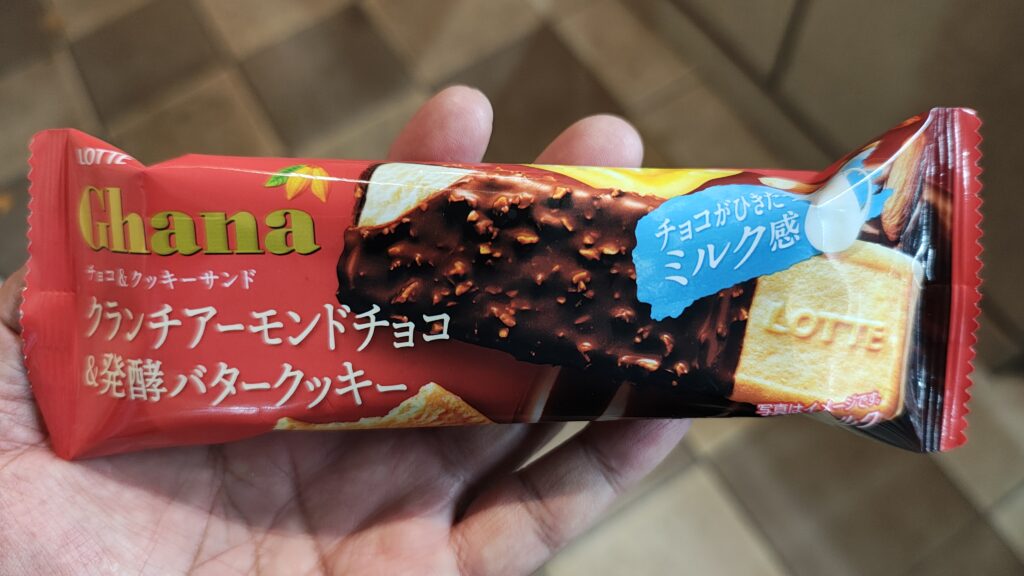 LOTTE
Ghana
チョコ&クッキーサンド
クランチアーモンドチョコ
&発酵バタークッキー
チョコがひきたつ
ミルク感
LOTTE
写真はイメージです。